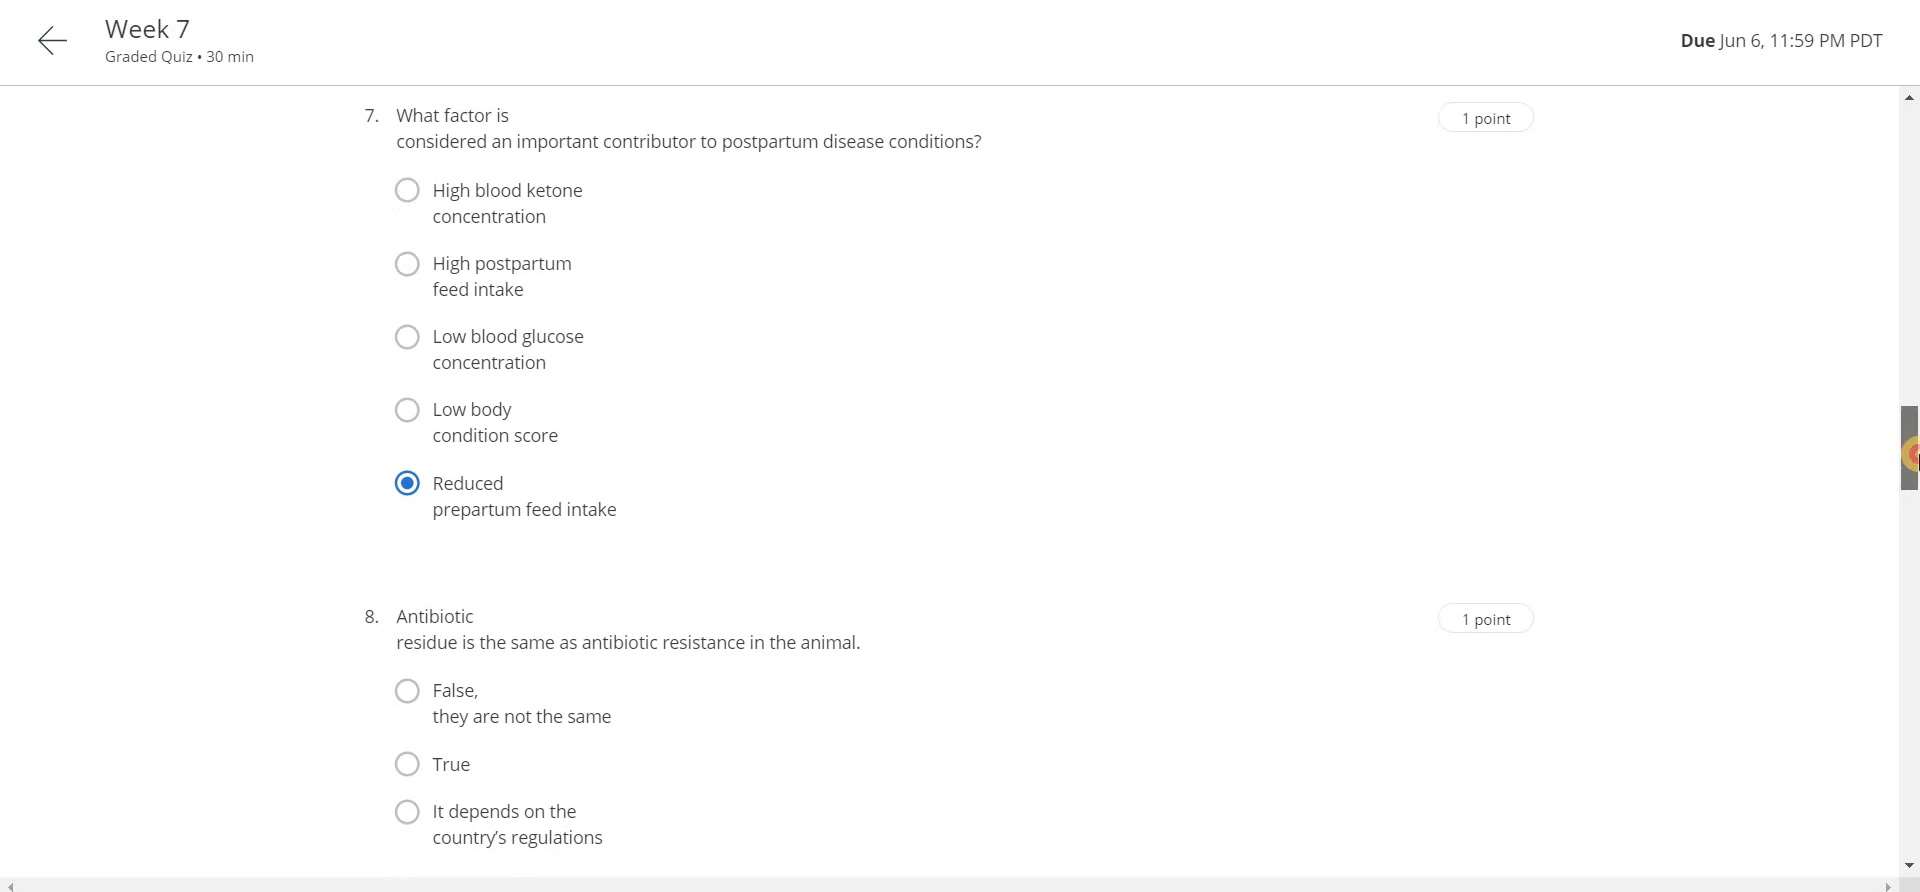 Week 7
Graded Quiz • 30 min
Due Jun 6, 11:59 PM PDT
7. What factor is
considered an important contributor to postpartum disease conditions?
1 point
High blood ketone
concentration
High postpartum
feed intake
Low blood glucose
concentration
Low body
condition score
Reduced
prepartum feed intake
8. Antibiotic
residue is the same as antibiotic resistance in the animal.
1 point
False,
they are not the same
True
It depends on the
country's regulations